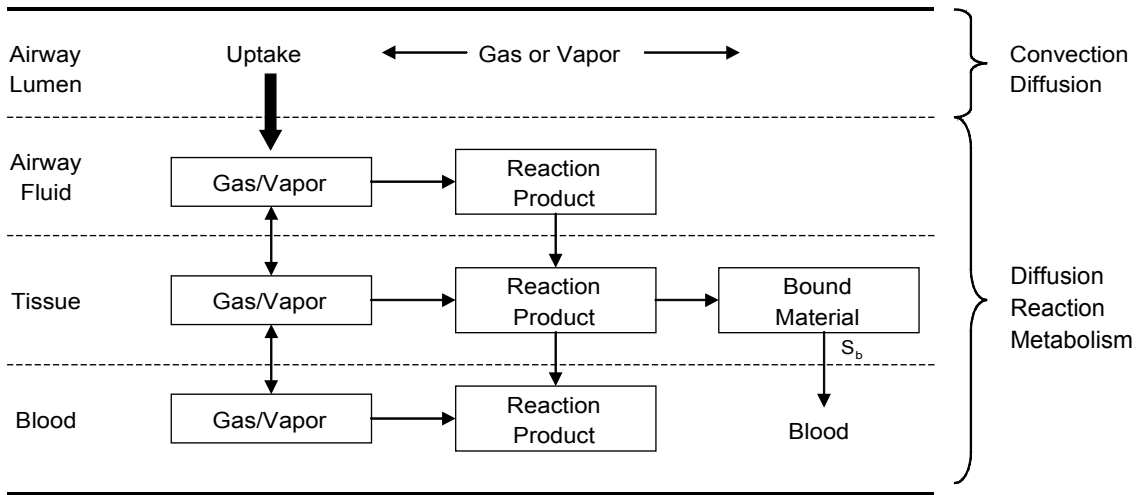 Airway
Lumen
Uptake
Gas or Vapor
Convection
Diffusion
Airway
Fluid
Gas/Vapor
Reaction
Product
Tissue
Gas/Vapor
Reaction
Product
Bound
Material
S_b
Diffusion
Reaction
Metabolism
Blood
Gas/Vapor
Reaction
Product
Blood